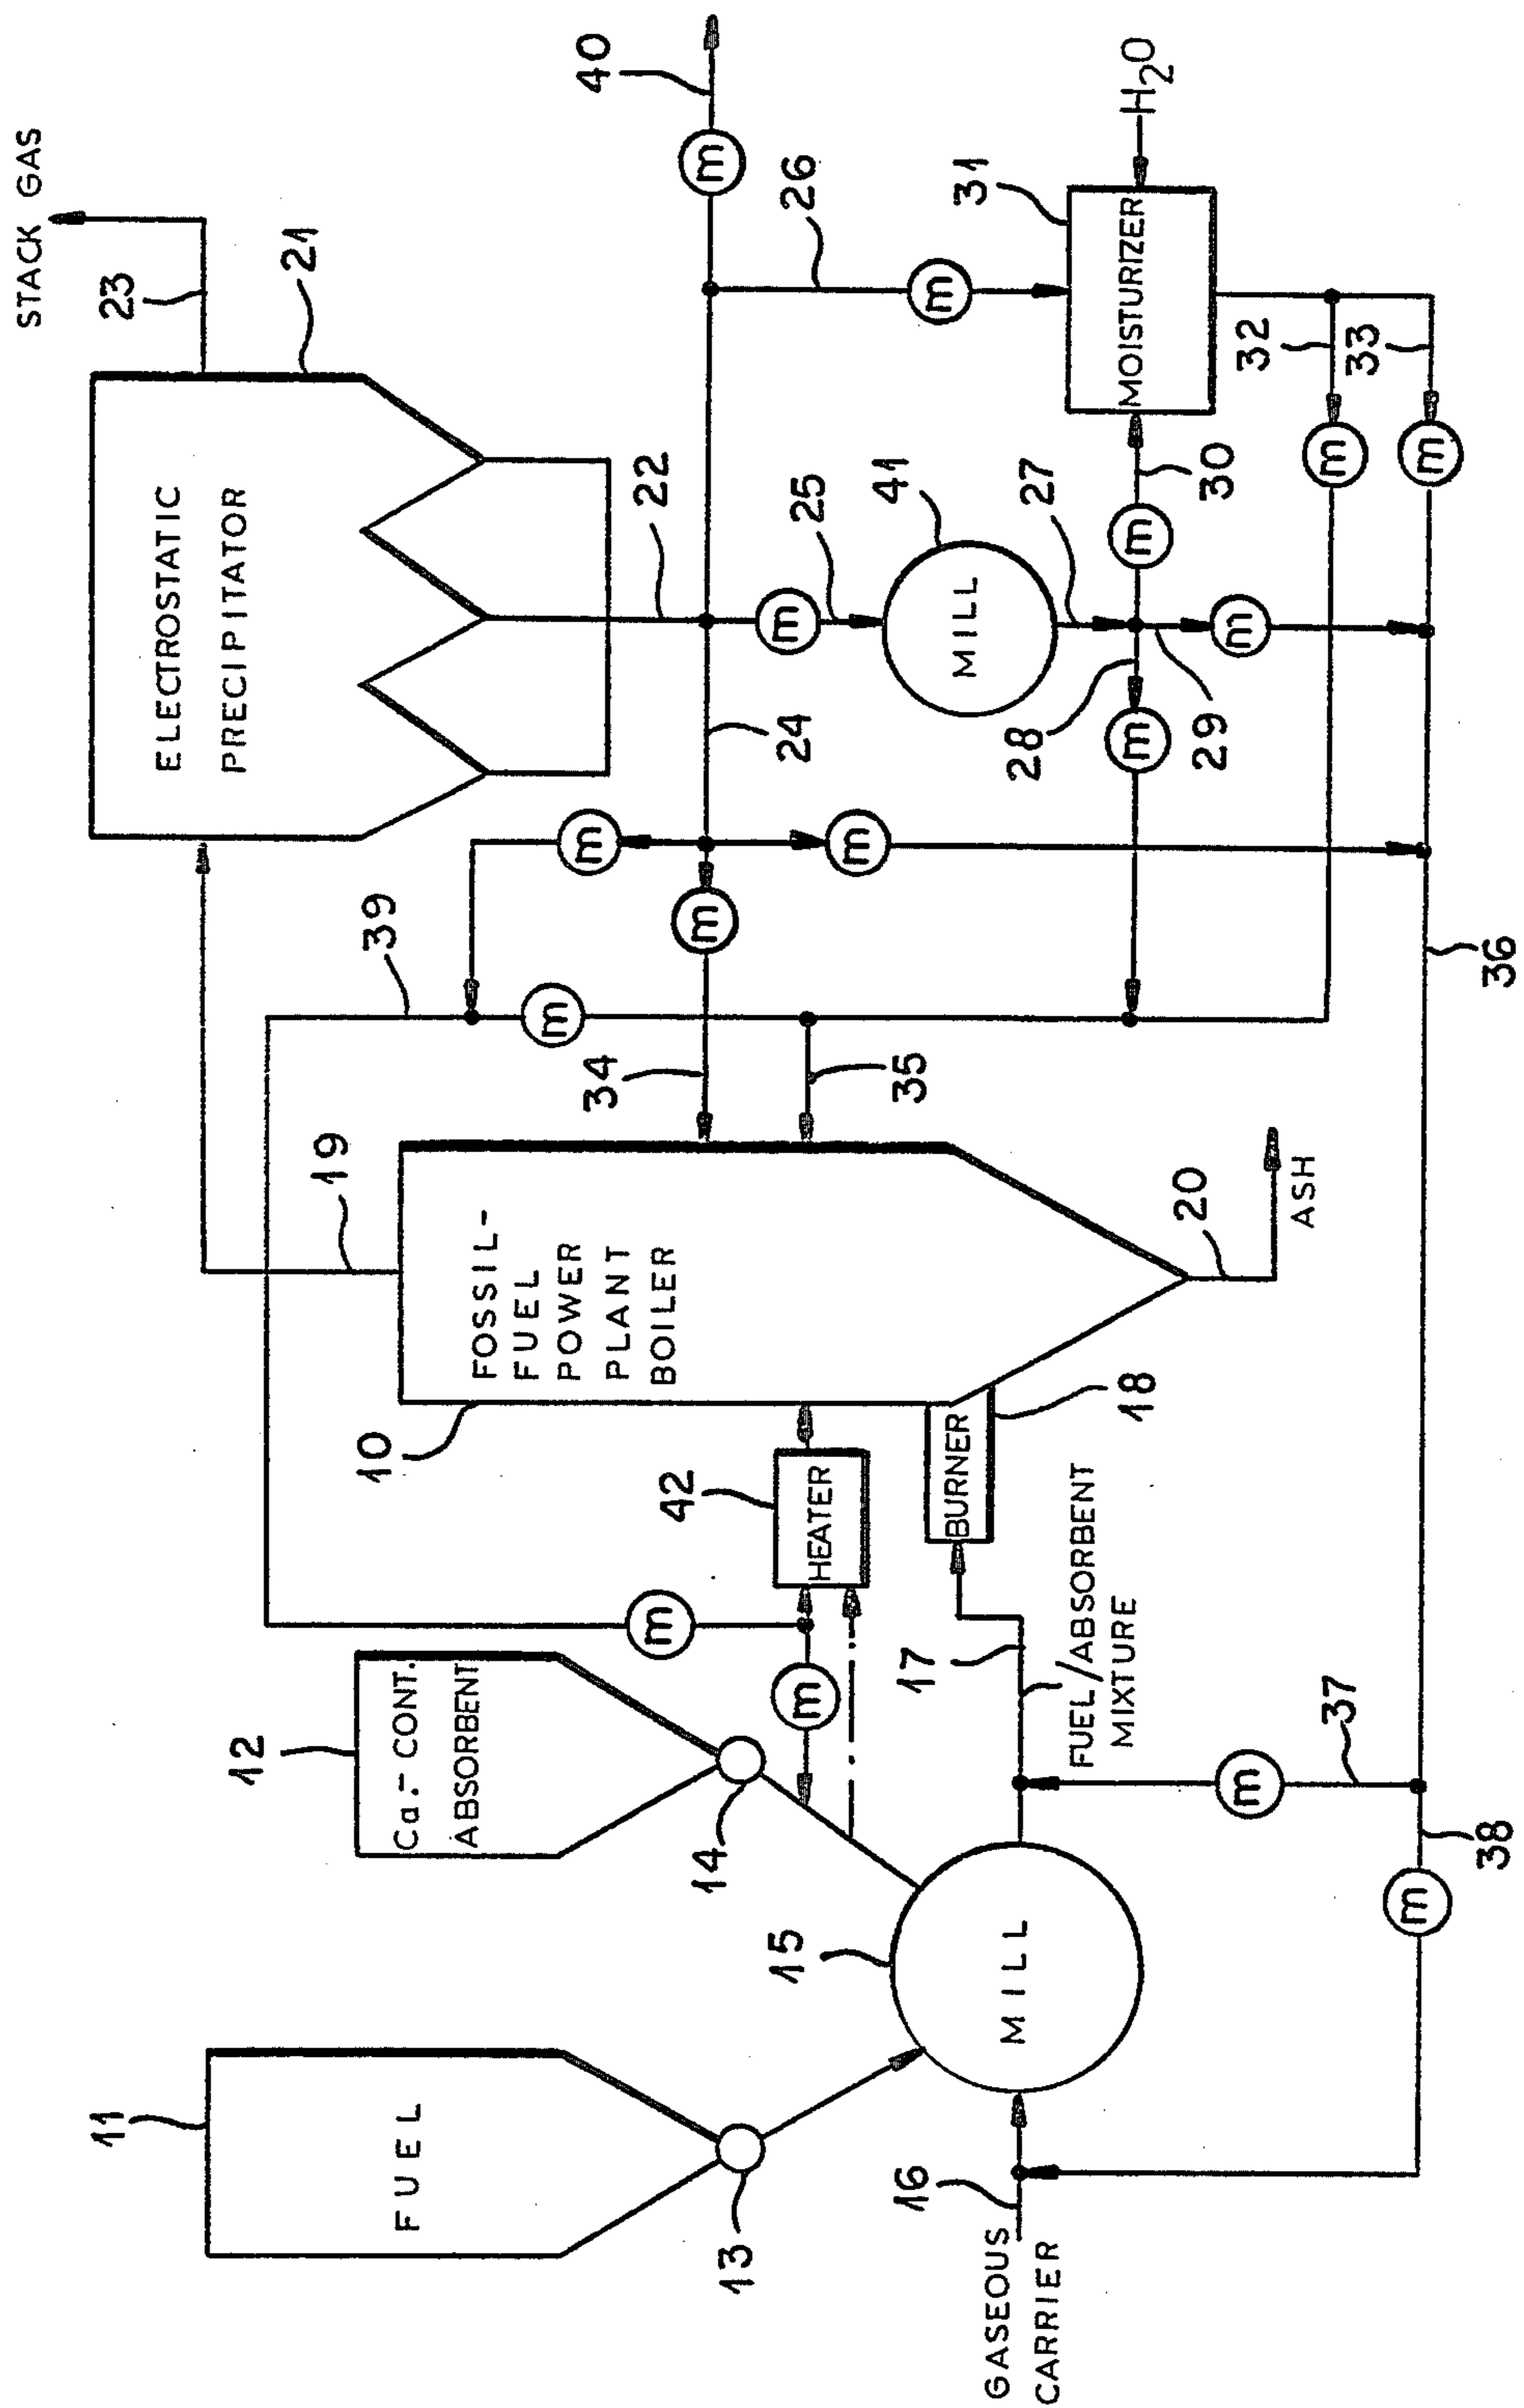 STACK GAS
23
21
ELECTROSTATIC
PRECIPITATOR
22
40
m
26
m
31
MOISTURIZER
H2O
32
33
m
m
25
m
41
MILL
27
30
m
28
m
29
m
24
m
m
m
39
m
34
35
36
19
FOSSIL-
FUEL
POWER
PLANT
BOILER
10
20
ASH
42
HEATER
BURNER
18
m
m
12
Ca.-CONT.
ABSORBENT
14
17
FUEL/ABSORBENT
MIXTURE
37
m
38
m
15
MILL
11
FUEL
13
16
GASEOUS
CARRIER